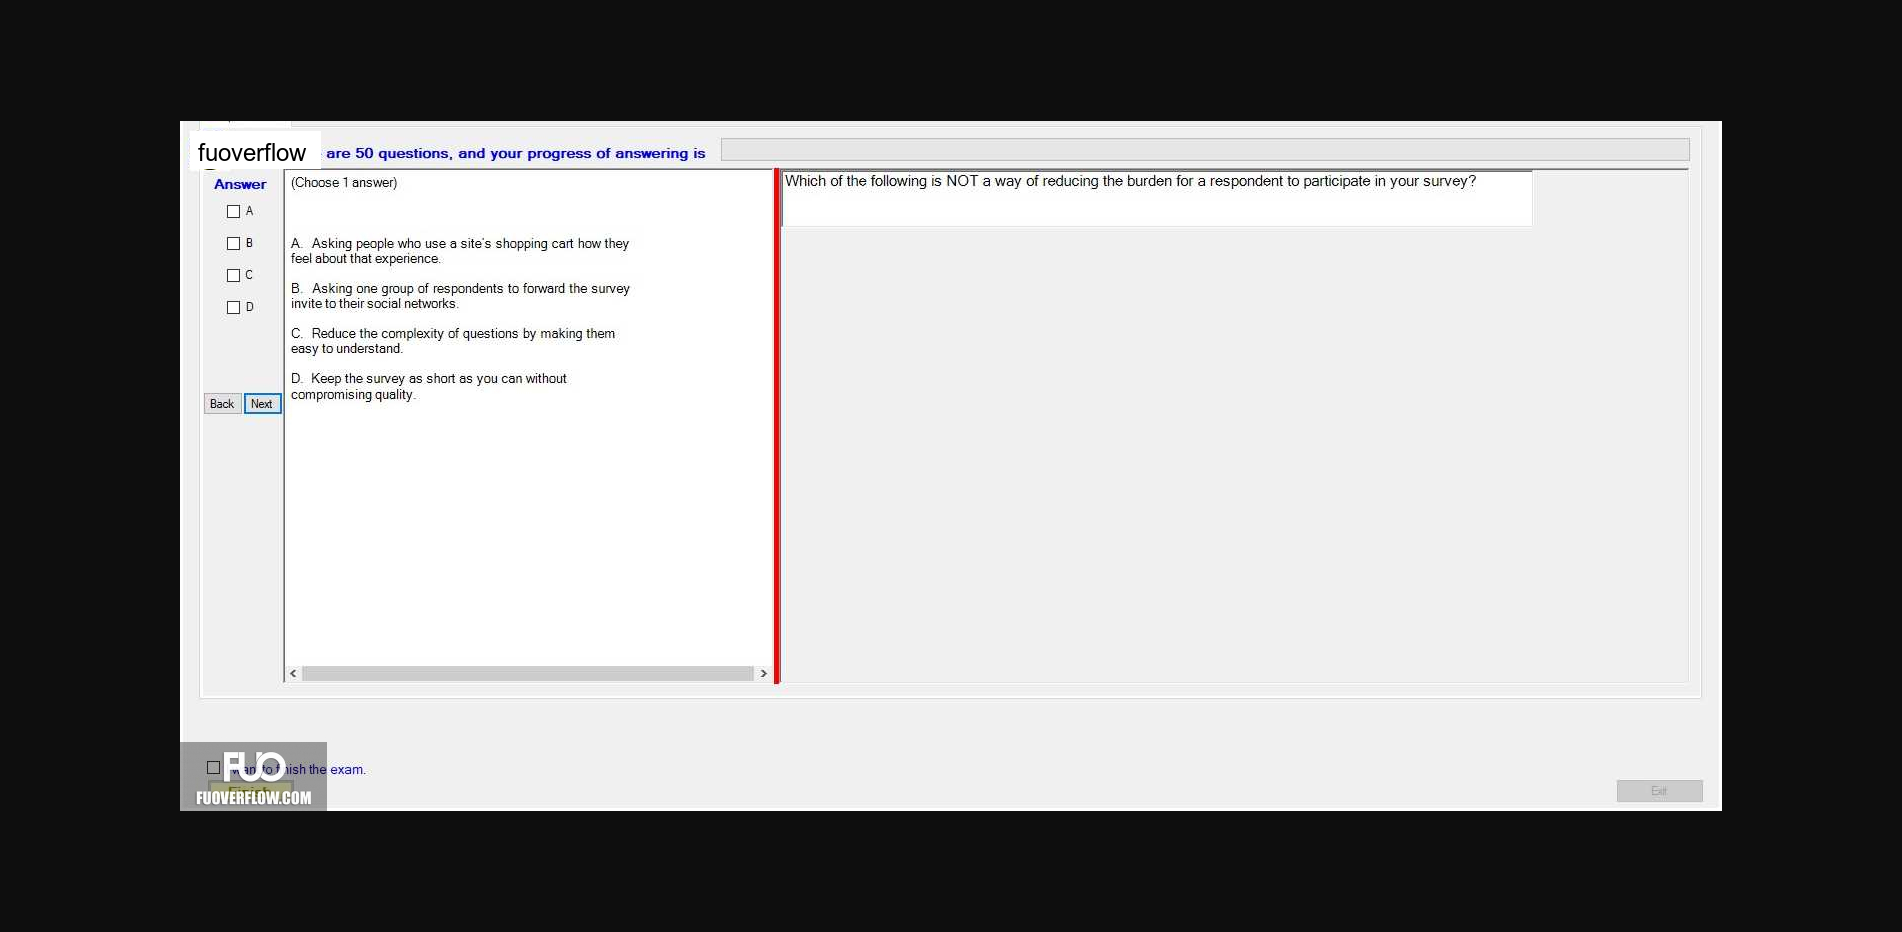 fuoverflow are 50 questions, and your progress of answering is
Answer
A
B
C
D
Back Next
(Choose 1 answer)
A. Asking people who use a site's shopping cart how they
feel about that experience.
B. Asking one group of respondents to forward the survey
invite to their social networks.
C. Reduce the complexity of questions by making them
easy to understand.
D. Keep the survey as short as you can without
compromising quality.
Which of the following is NOT a way of reducing the burden for a respondent to participate in your survey?
FUO
to finish the exam.
Finish
FUOVERFLOW.COM
Exit